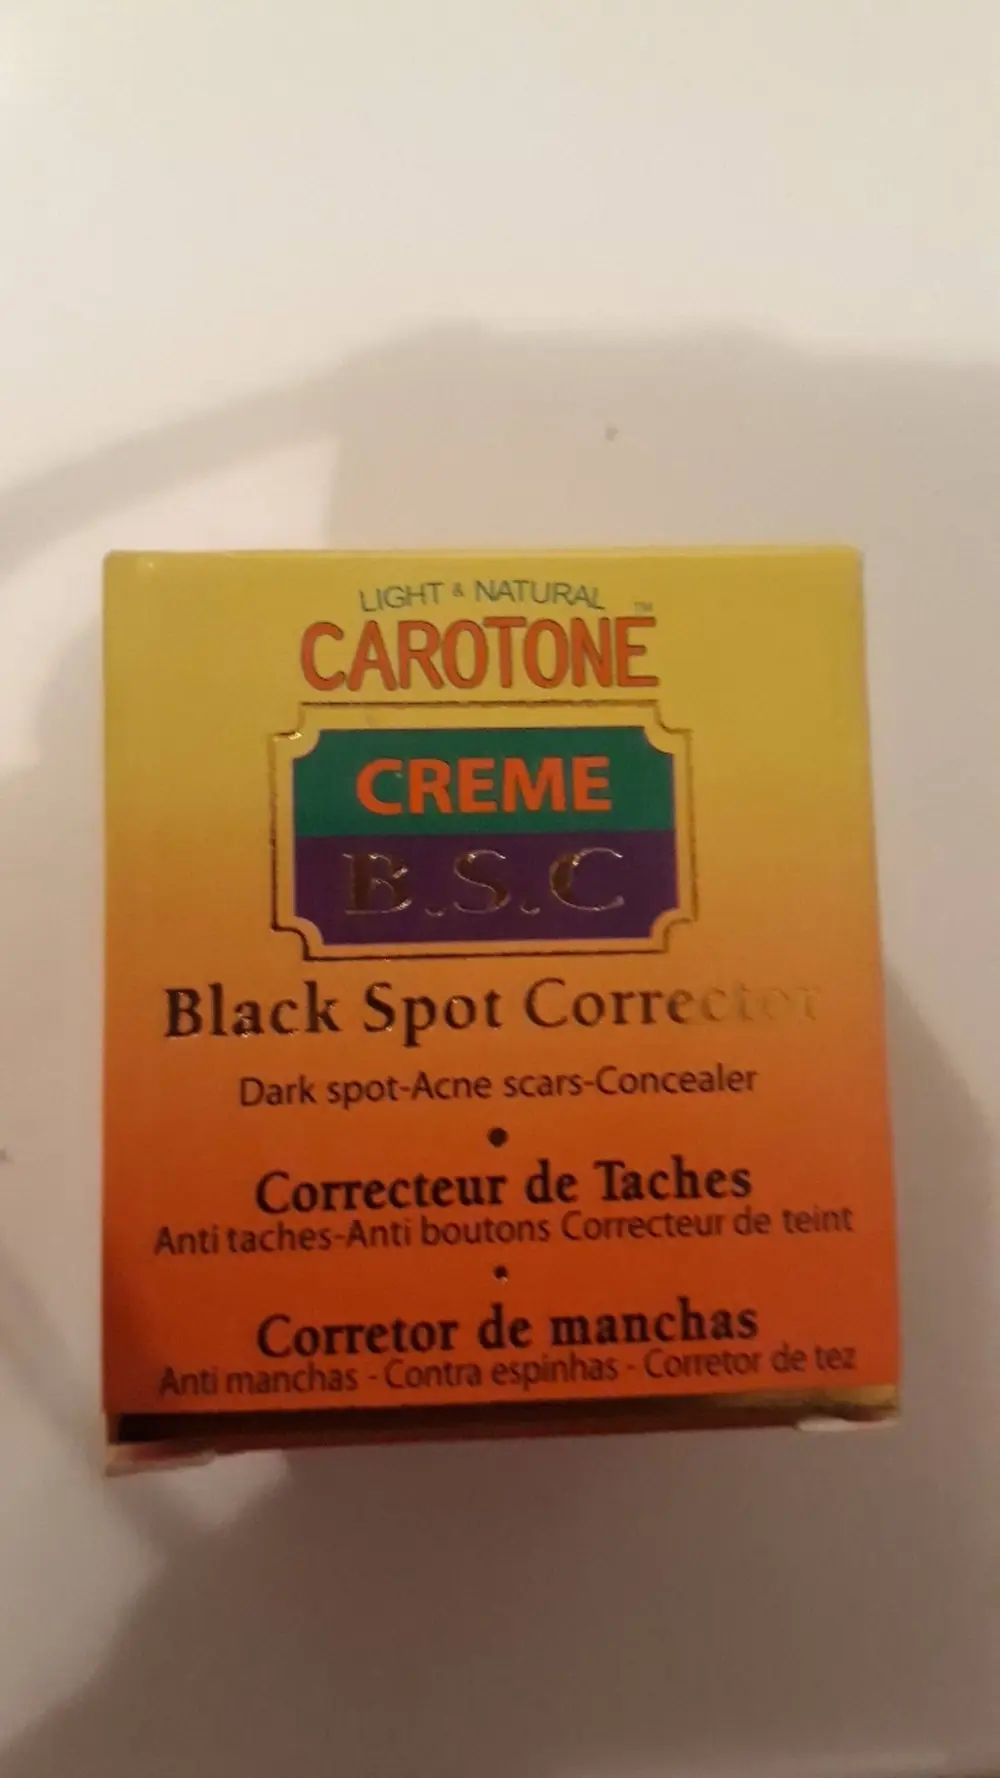 LIGHT & NATURAL
CAROTONE™
CREME
B.S.C
Black Spot Corrector
Dark spot-Acne scars-Concealer
•
Correcteur de Taches
Anti taches-Anti boutons Correcteur de teint
•
Corretor de manchas
Anti manchas - Contra espinhas - Corretor de tez